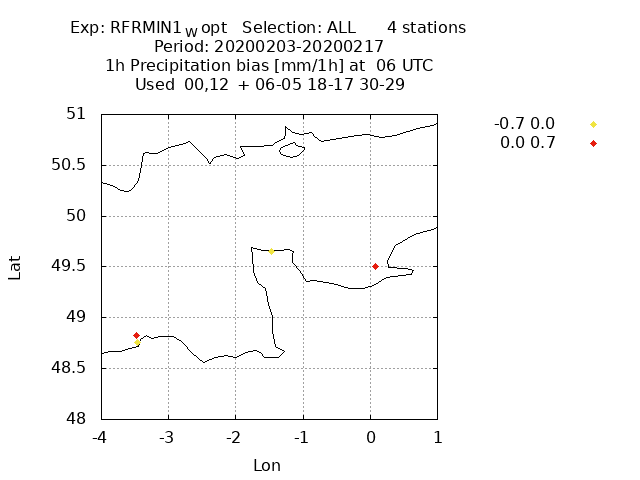 Exp: RFRMIN1_W opt   Selection: ALL      4 stations
Period: 20200203-20200217
1h Precipitation bias [mm/1h] at  06 UTC
Used  00,12  + 06-05 18-17 30-29
-0.7 0.0
0.0 0.7
51
50.5
50
49.5
49
48.5
48
Lat
-4 -3 -2 -1 0 1
Lon